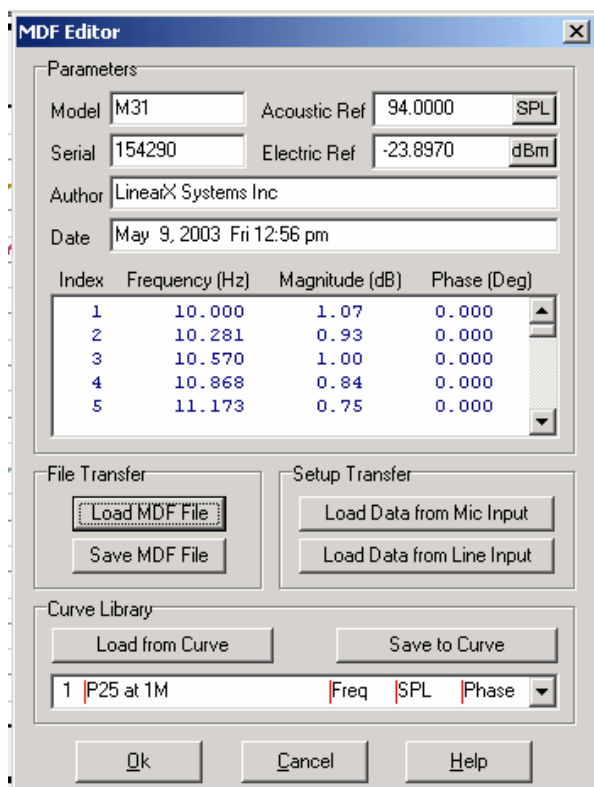 MDF Editor
Parameters
Model M31 Acoustic Ref 94.0000 SPL
Serial 154290 Electric Ref -23.8970 dBm
Author LinearX Systems Inc
Date May 9, 2003 Fri 12:56 pm
Index Frequency (Hz) Magnitude (dB) Phase (Deg)
1 10.000 1.07 0.000
2 10.281 0.93 0.000
3 10.570 1.00 0.000
4 10.868 0.84 0.000
5 11.173 0.75 0.000
File Transfer Setup Transfer
Load MDF File Load Data from Mic Input
Save MDF File Load Data from Line Input
Curve Library
Load from Curve Save to Curve
1 P25 at 1M Freq SPL Phase
Ok Cancel Help